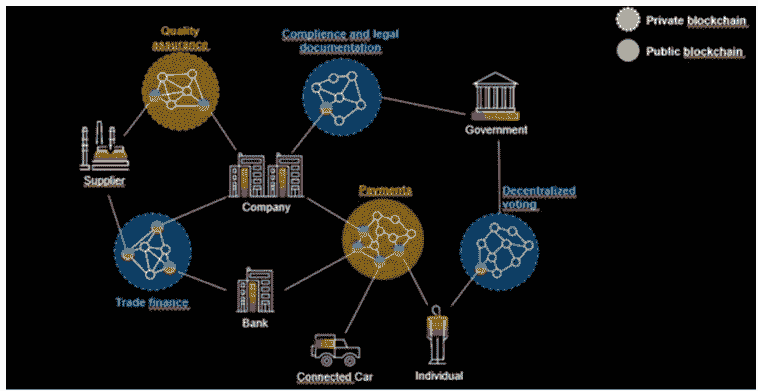 Private blockchain
Public blockchain
Quality
assurance
Complience and legal
documentation
Government
Supplier
Company
Payments
Decentralized
voting
Trade finance
Bank
Connected Car
Individual